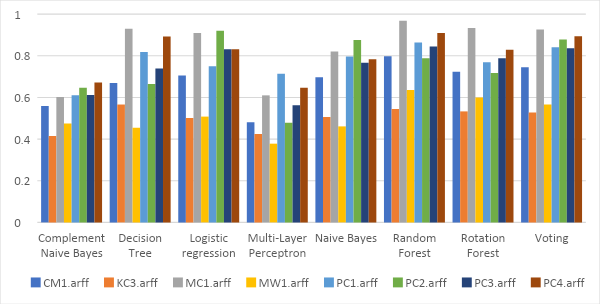 1
0.8
0.6
0.4
0.2
0
Complement Naive Bayes
Decision Tree
Logistic regression
Multi-Layer Perceptron
Naive Bayes
Random Forest
Rotation Forest
Voting
CM1.arff KC3.arff MC1.arff MW1.arff PC1.arff PC2.arff PC3.arff PC4.arff